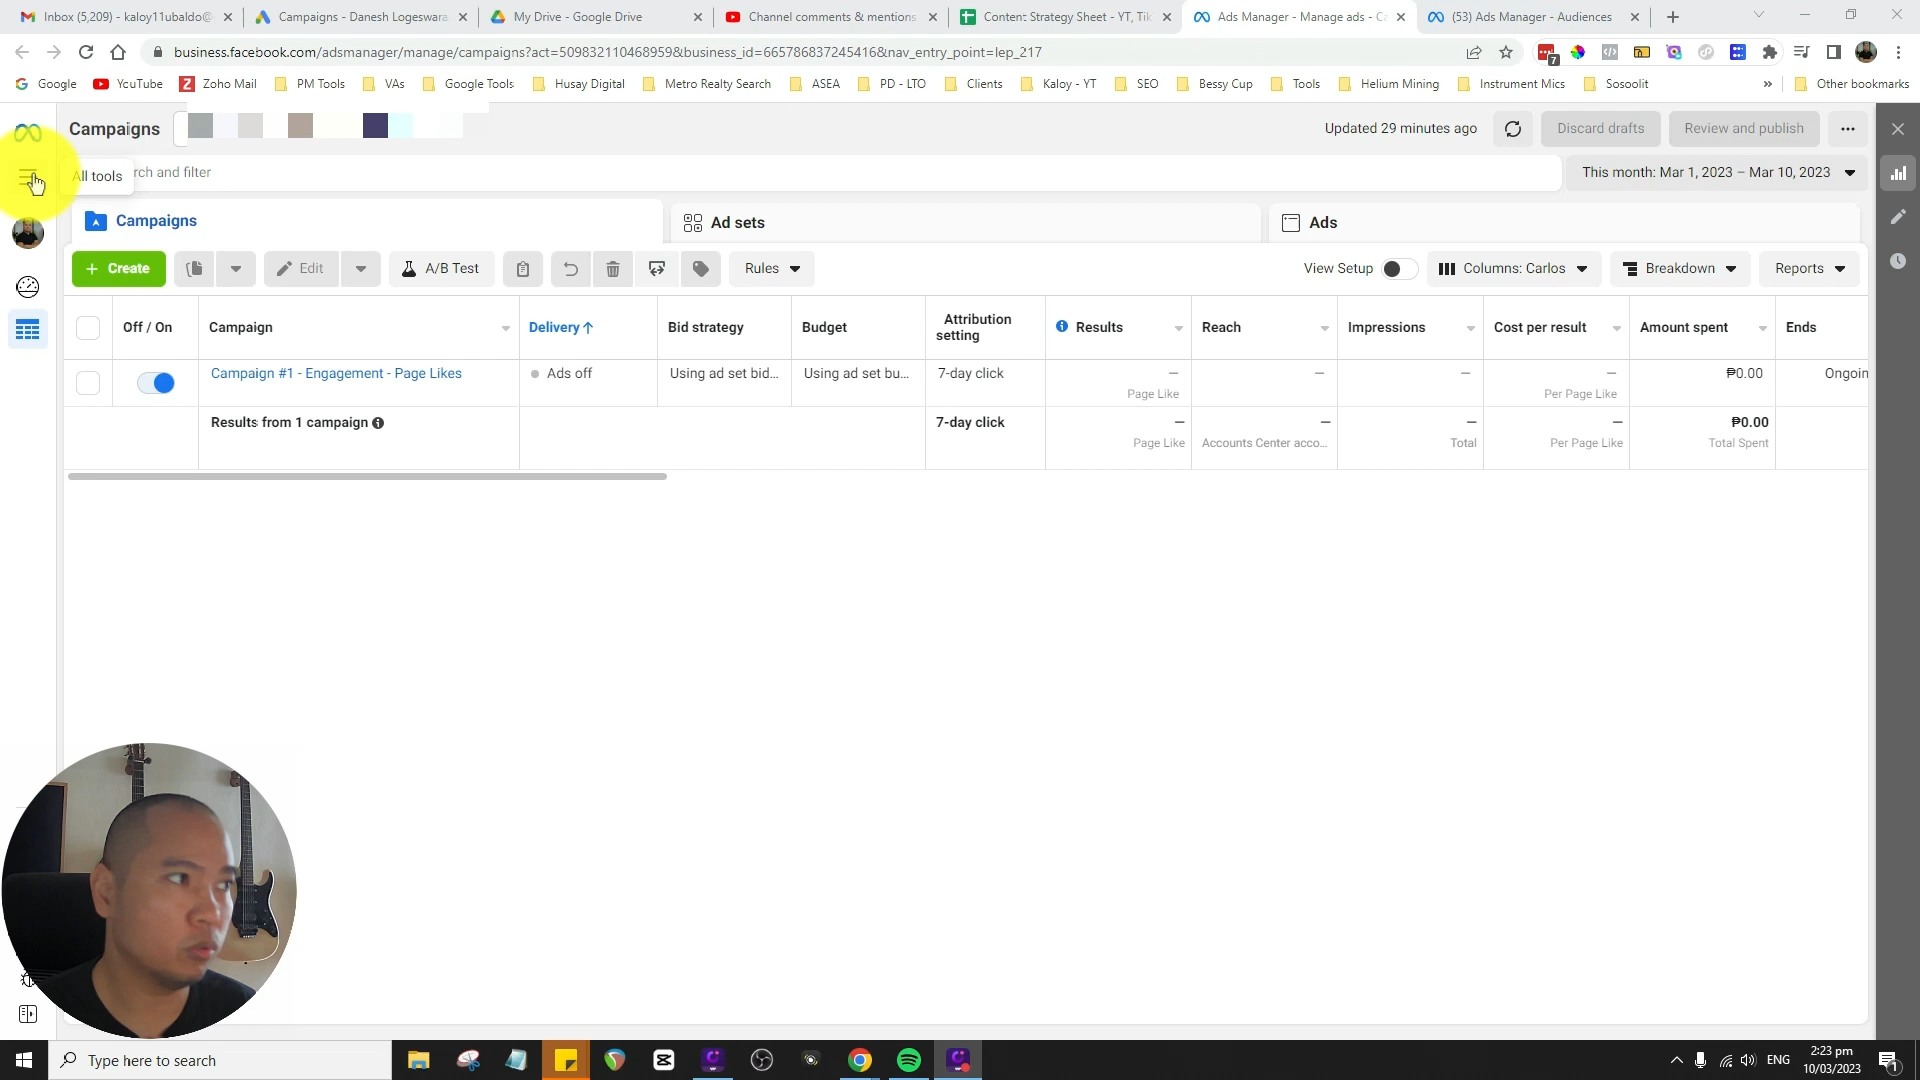 Inbox (5,209) - kaloy11ubaldo@
Campaigns - Danesh Logeswara
My Drive - Google Drive
Channel comments & mentions
Content Strategy Sheet - YT, Tik
Ads Manager - Manage ads - Ca
(53) Ads Manager - Audiences
business.facebook.com/adsmanager/manage/campaigns?act=509832110468959&business_id=665786837245416&nav_entry_point=lep_217
7
Google
YouTube
Zoho Mail
PM Tools
VAs
Google Tools
Husay Digital
Metro Realty Search
ASEA
PD - LTO
Clients
Kaloy - YT
SEO
Bessy Cup
Tools
Helium Mining
Instrument Mics
Sosoolit
»
Other bookmarks
Campaigns
Updated 29 minutes ago
Discard drafts
Review and publish
All tools
rch and filter
This month: Mar 1, 2023 – Mar 10, 2023
Campaigns
Ad sets
Ads
+ Create
Edit
A/B Test
Rules
View Setup
Columns: Carlos
Breakdown
Reports
Off / On
Campaign
Delivery ↑
Bid strategy
Budget
Attribution
setting
Results
Reach
Impressions
Cost per result
Amount spent
Ends
Campaign #1 - Engagement - Page Likes
Ads off
Using ad set bid...
Using ad set bu...
7-day click
—
Page Like
—
—
—
Per Page Like
₱0.00
Ongoin
Results from 1 campaign
7-day click
—
Page Like
—
Accounts Center acco...
—
Total
—
Per Page Like
₱0.00
Total Spent
Type here to search
ENG
2:23 pm
10/03/2023
1